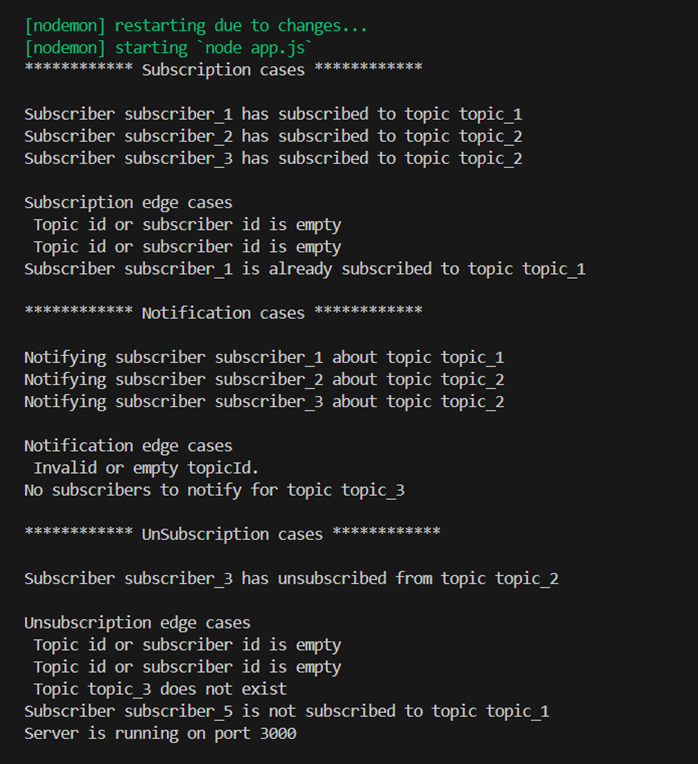 [nodemon] restarting due to changes...
[nodemon] starting `node app.js`
************ Subscription cases ************
Subscriber subscriber_1 has subscribed to topic topic_1
Subscriber subscriber_2 has subscribed to topic topic_2
Subscriber subscriber_3 has subscribed to topic topic_2
Subscription edge cases
Topic id or subscriber id is empty
Topic id or subscriber id is empty
Subscriber subscriber_1 is already subscribed to topic topic_1
************ Notification cases ************
Notifying subscriber subscriber_1 about topic topic_1
Notifying subscriber subscriber_2 about topic topic_2
Notifying subscriber subscriber_3 about topic topic_2
Notification edge cases
Invalid or empty topicId.
No subscribers to notify for topic topic_3
************ UnSubscription cases ************
Subscriber subscriber_3 has unsubscribed from topic topic_2
Unsubscription edge cases
Topic id or subscriber id is empty
Topic id or subscriber id is empty
Topic topic_3 does not exist
Subscriber subscriber_5 is not subscribed to topic topic_1
Server is running on port 3000